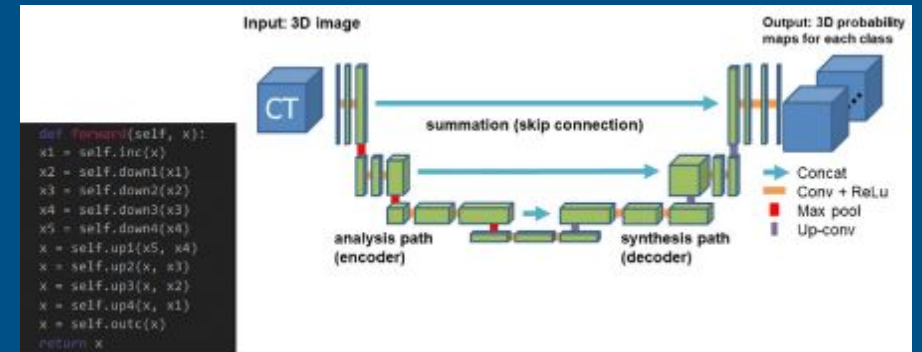 Input: 3D image
Output: 3D probability
maps for each class
CT
summation (skip connection)
analysis path
(encoder)
synthesis path
(decoder)
Concat
Conv + ReLu
Max pool
Up-conv
def forward(self, x):
x1 = self.inc(x)
x2 = self.down1(x1)
x3 = self.down2(x2)
x4 = self.down3(x3)
x5 = self.down4(x4)
x = self.up1(x5, x4)
x = self.up2(x, x3)
x = self.up3(x, x2)
x = self.up4(x, x1)
x = self.outc(x)
return x